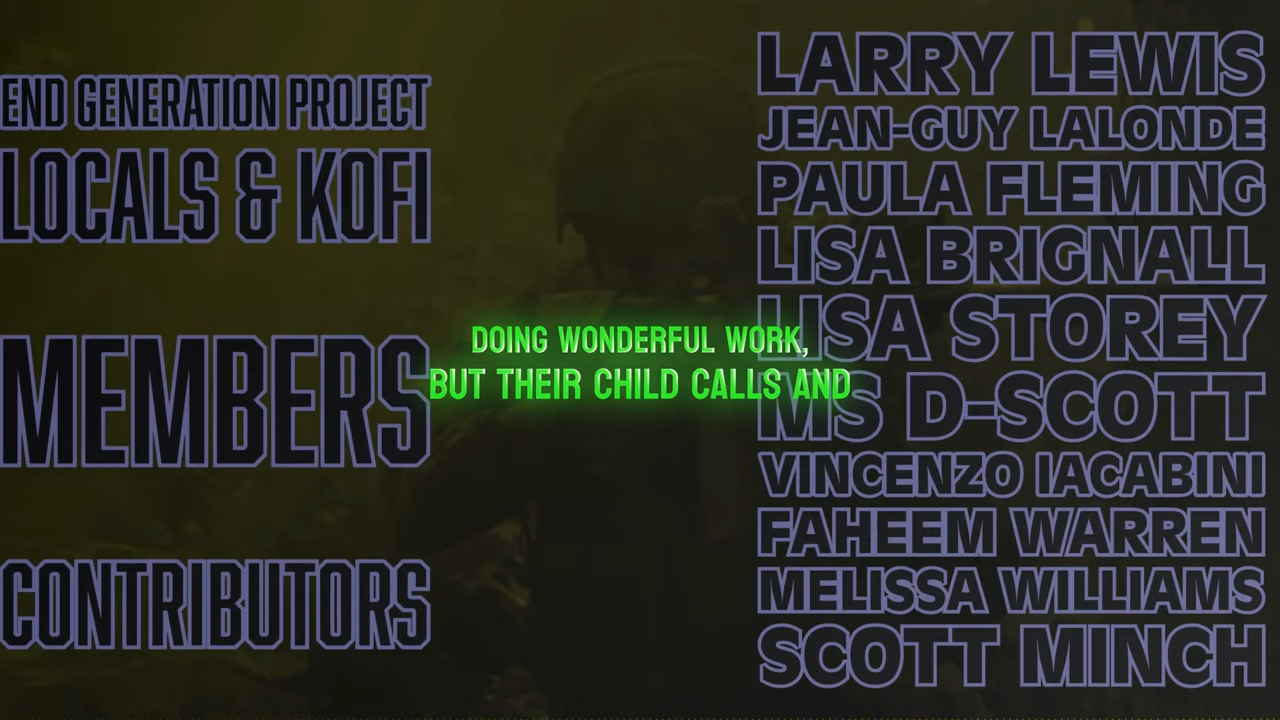 END GENERATION PROJECT
LOCALS & KOFI
MEMBERS
CONTRIBUTORS
DOING WONDERFUL WORK,
BUT THEIR CHILD CALLS AND
LARRY LEWIS
JEAN-GUY LALONDE
PAULA FLEMING
LISA BRIGNALL
LISA STOREY
MS D-SCOTT
VINCENZO IACABINI
FAHEEM WARREN
MELISSA WILLIAMS
SCOTT MINCH